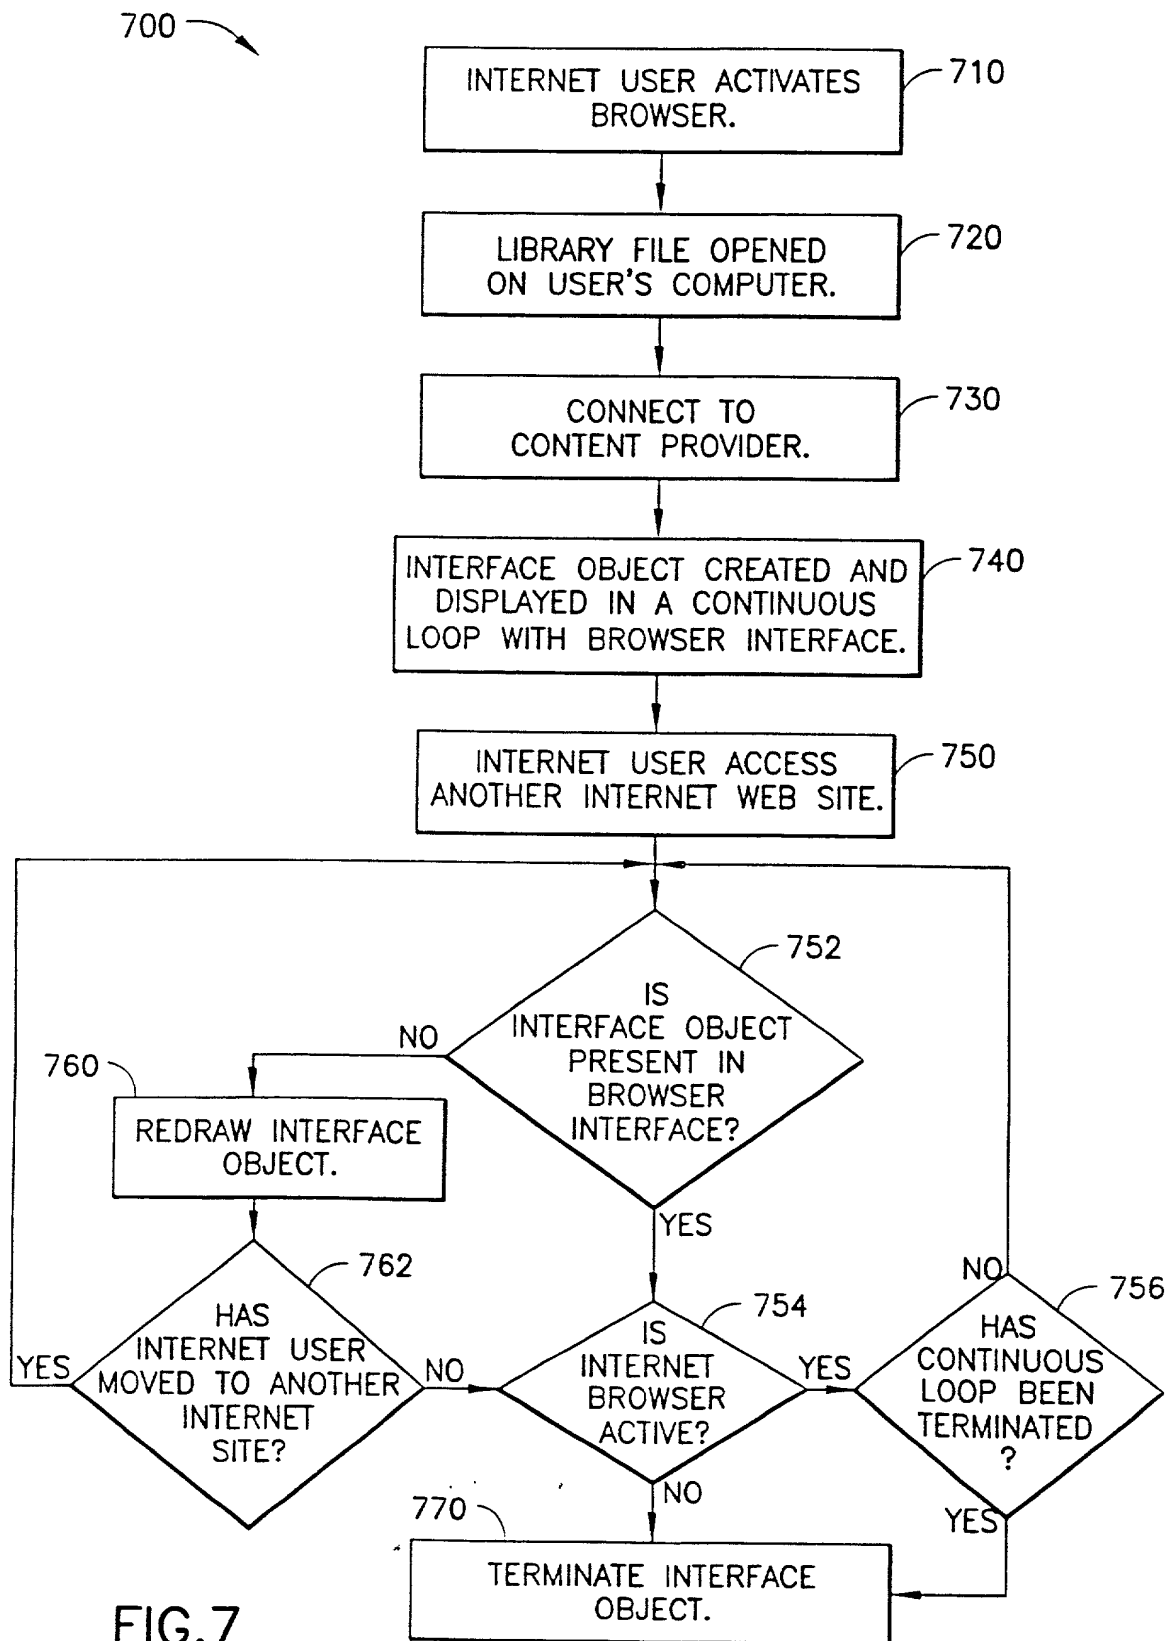 700
INTERNET USER ACTIVATES
BROWSER.
710
LIBRARY FILE OPENED
ON USER'S COMPUTER.
720
CONNECT TO
CONTENT PROVIDER.
730
INTERFACE OBJECT CREATED AND
DISPLAYED IN A CONTINUOUS
LOOP WITH BROWSER INTERFACE.
740
INTERNET USER ACCESS
ANOTHER INTERNET WEB SITE.
750
IS
INTERFACE OBJECT
PRESENT IN
BROWSER
INTERFACE?
752
NO
YES
760
REDRAW INTERFACE
OBJECT.
HAS
INTERNET USER
MOVED TO ANOTHER
INTERNET
SITE?
762
YES
NO
IS
INTERNET
BROWSER
ACTIVE?
754
YES
NO
HAS
CONTINUOUS
LOOP BEEN
TERMINATED
?
756
NO
YES
770
TERMINATE INTERFACE
OBJECT.
FIG.7